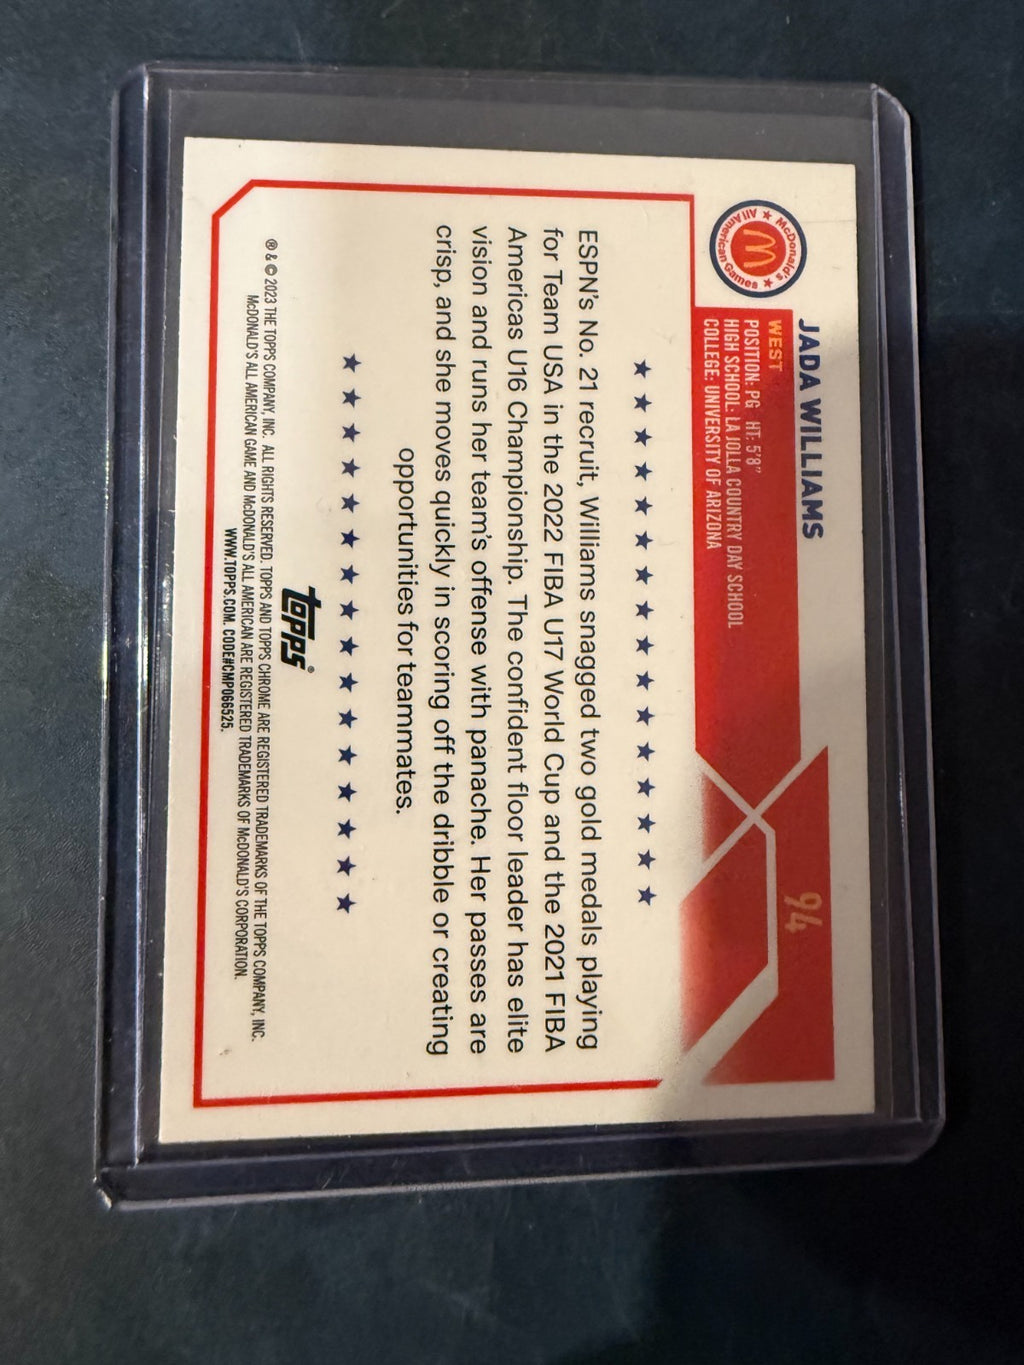 McDonald's
All American Games
JADA WILLIAMS
94
WEST
POSITION: PG HT: 5'8"
HIGH SCHOOL: LA JOLLA COUNTRY DAY SCHOOL
COLLEGE: UNIVERSITY OF ARIZONA
ESPN's No. 21 recruit, Williams snagged two gold medals playing
for Team USA in the 2022 FIBA U17 World Cup and the 2021 FIBA
Americas U16 Championship. The confident floor leader has elite
vision and runs her team's offense with panache. Her passes are
crisp, and she moves quickly in scoring off the dribble or creating
opportunities for teammates.
topps®
® & © 2023 THE TOPPS COMPANY, INC. ALL RIGHTS RESERVED. TOPPS AND TOPPS CHROME ARE REGISTERED TRADEMARKS OF THE TOPPS COMPANY, INC.
McDONALD'S ALL AMERICAN GAME AND McDONALD'S ALL AMERICAN ARE REGISTERED TRADEMARKS OF McDONALD'S CORPORATION.
WWW.TOPPS.COM. CODE#CMP066525.